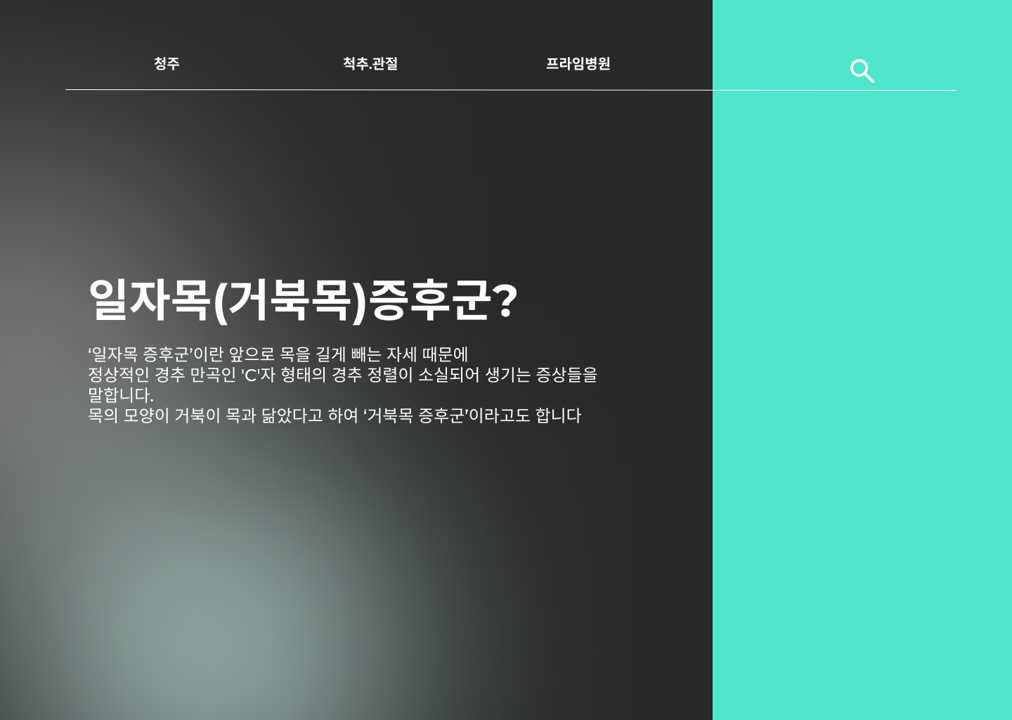 청주 척추.관절 프라임병원
일자목(거북목)증후군?
‘일자목 증후군’이란 앞으로 목을 길게 빼는 자세 때문에
정상적인 경추 만곡인 'C'자 형태의 경추 정렬이 소실되어 생기는 증상들을
말합니다.
목의 모양이 거북이 목과 닮았다고 하여 ‘거북목 증후군’이라고도 합니다